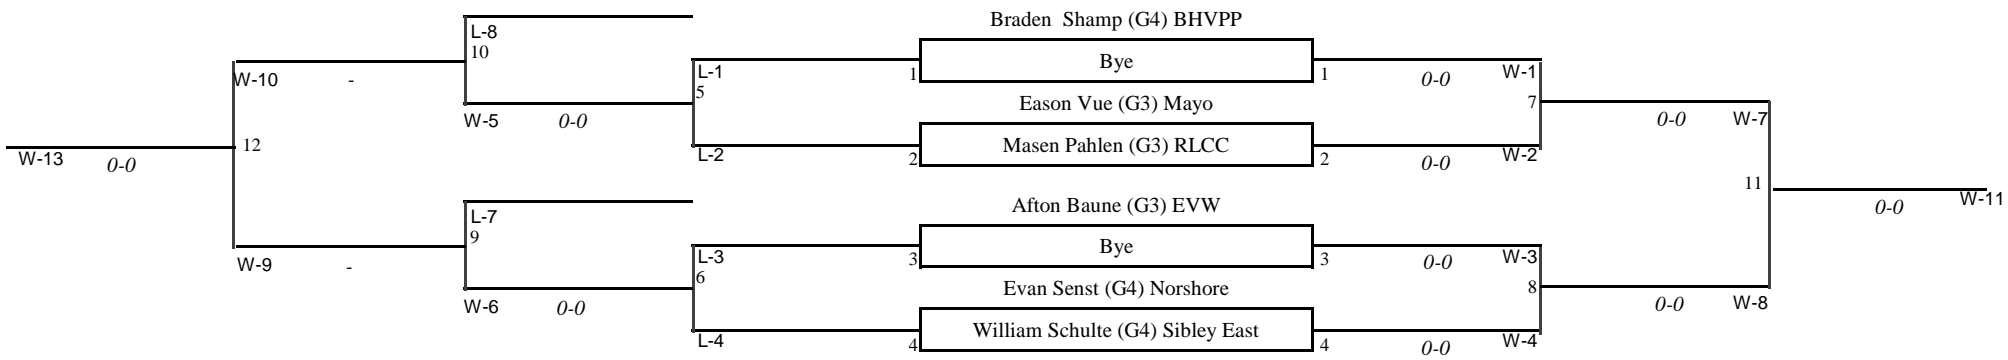 Braden  Shamp (G4) BHVPP
L-8
10
Bye
L-1
1
1
0-0
W-1
W-10
-
5
7
Eason Vue (G3) Mayo
W-5
0-0
0-0
W-7
12
Masen Pahlen (G3) RLCC
L-2
2
2
0-0
W-2
W-13
0-0
11
W-11
0-0
Afton Baune (G3) EVW
L-7
9
Bye
L-3
3
3
0-0
W-3
W-9
-
6
8
Evan Senst (G4) Norshore
W-6
0-0
0-0
W-8
William Schulte (G4) Sibley East
L-4
4
4
0-0
W-4